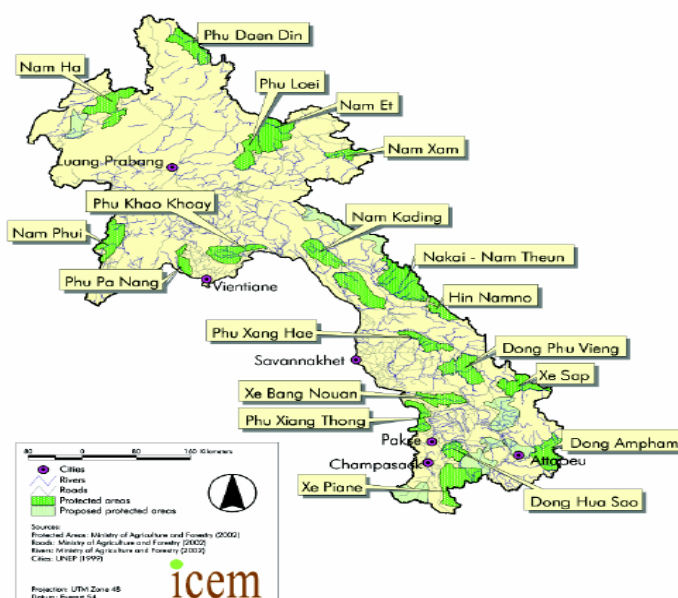 Phu Daen Din
Nam Ha
Phu Loei
Nam Et
Nam Xam
Luang Prabang
Phu Khao Khoay
Nam Kading
Nam Phui
Nakai - Nam Theun
Phu Pa Nang
Vientiane
Hin Namno
Phu Xang Hae
Dong Phu Vieng
Savannakhet
Xe Sap
Xe Bang Nouan
Phu Xiang Thong
Pakse
Dong Ampham
Champasack
Attapeu
Xe Piane
Dong Hua Sao
80 0 80 160 Kilometers
Cities
Rivers
Roads
Protected areas
Proposed protected areas
Sources:
Protected Areas: Ministry of Agriculture and Forestry (2002)
Roads: Ministry of Agriculture and Forestry (2002)
Rivers: Ministry of Agriculture and Forestry (2002)
Cities: UNEP (1999)
Projection: UTM Zone 48
icem